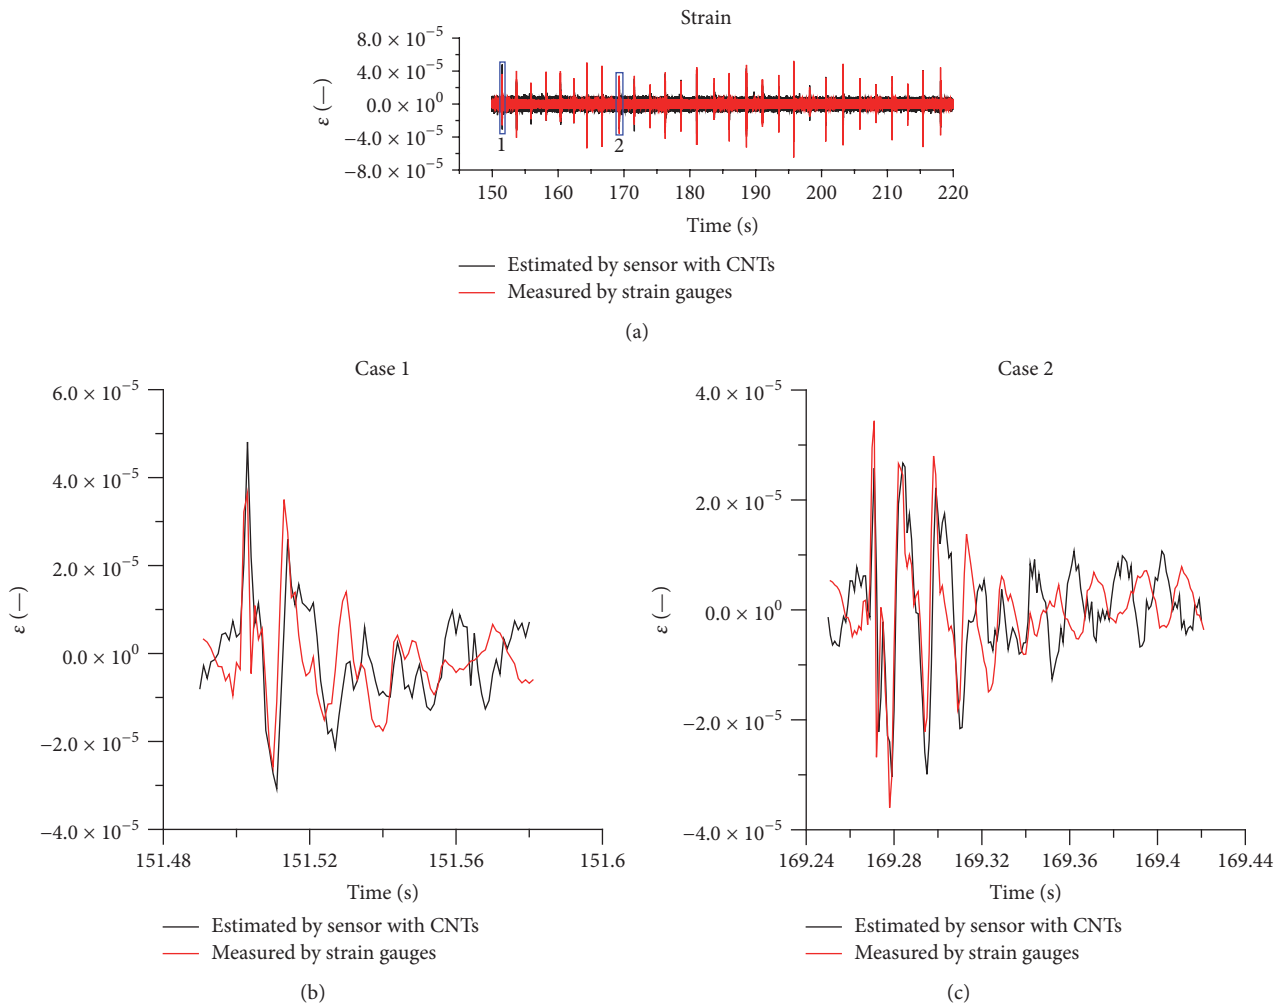 Strain
8.0 × 10⁻⁵
4.0 × 10⁻⁵
0.0 × 10⁰
−4.0 × 10⁻⁵
−8.0 × 10⁻⁵
ε (—)
1
2
150 160 170 180 190 200 210 220
Time (s)
Estimated by sensor with CNTs
Measured by strain gauges
(a)
Case 1
6.0 × 10⁻⁵
4.0 × 10⁻⁵
2.0 × 10⁻⁵
0.0 × 10⁰
−2.0 × 10⁻⁵
−4.0 × 10⁻⁵
ε (—)
151.48 151.52 151.56 151.6
Time (s)
Estimated by sensor with CNTs
Measured by strain gauges
(b)
Case 2
4.0 × 10⁻⁵
2.0 × 10⁻⁵
0.0 × 10⁰
−2.0 × 10⁻⁵
−4.0 × 10⁻⁵
ε (—)
169.24 169.28 169.32 169.36 169.4 169.44
Time (s)
Estimated by sensor with CNTs
Measured by strain gauges
(c)